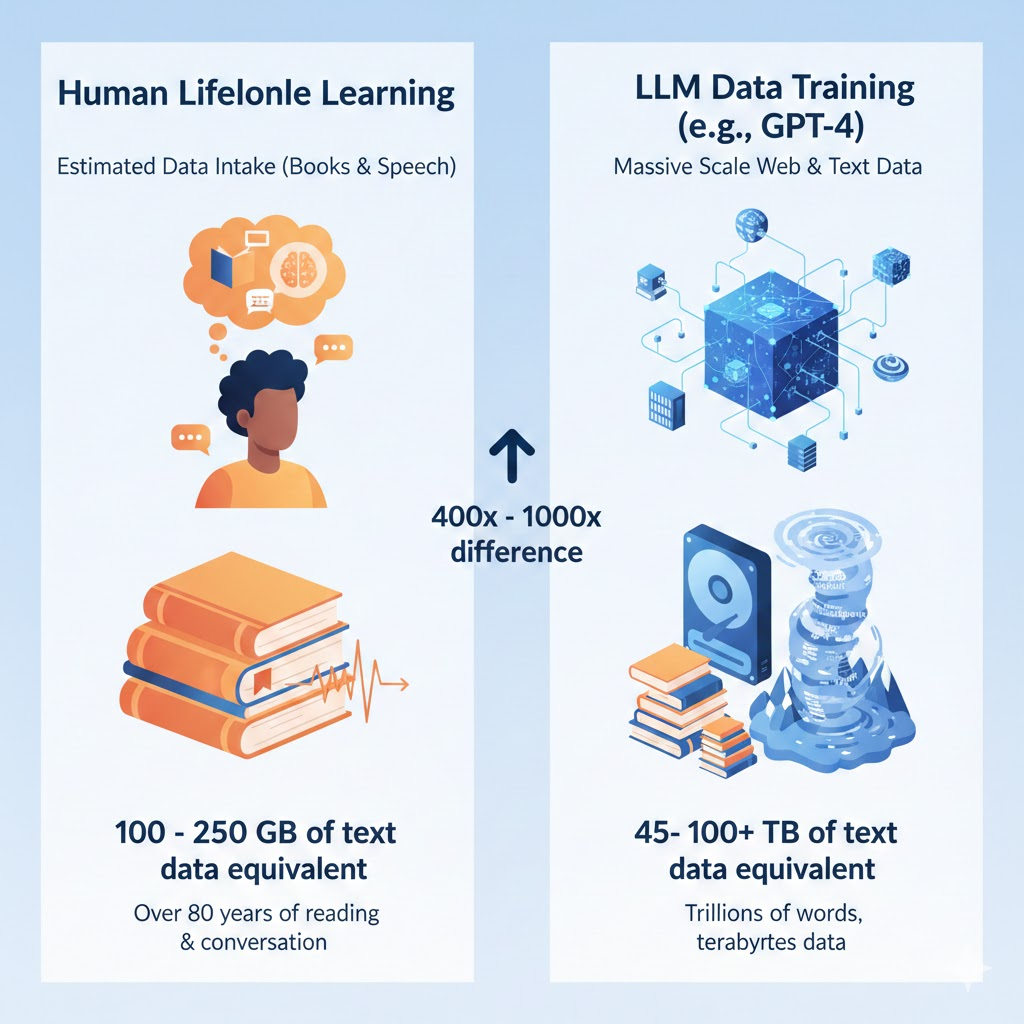 Human Lifelonle Learning
Estimated Data Intake (Books & Speech)
100 - 250 GB of text
data equivalent
Over 80 years of reading
& conversation
400x - 1000x
difference
LLM Data Training
(e.g., GPT-4)
Massive Scale Web & Text Data
45- 100+ TB of text
data equivalent
Trillions of words,
terabyrtes data